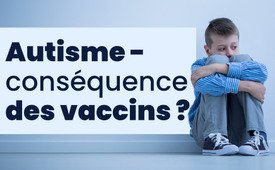 Autisme -
conséquence
des vaccins ?